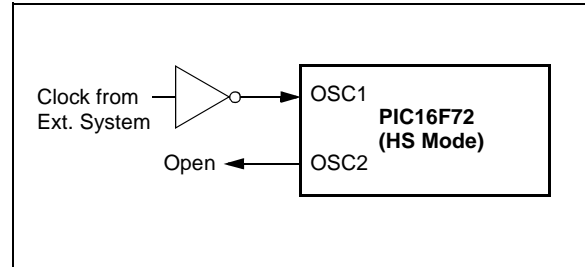 Clock from
Ext. System
OSC1
PIC16F72
(HS Mode)
Open
OSC2